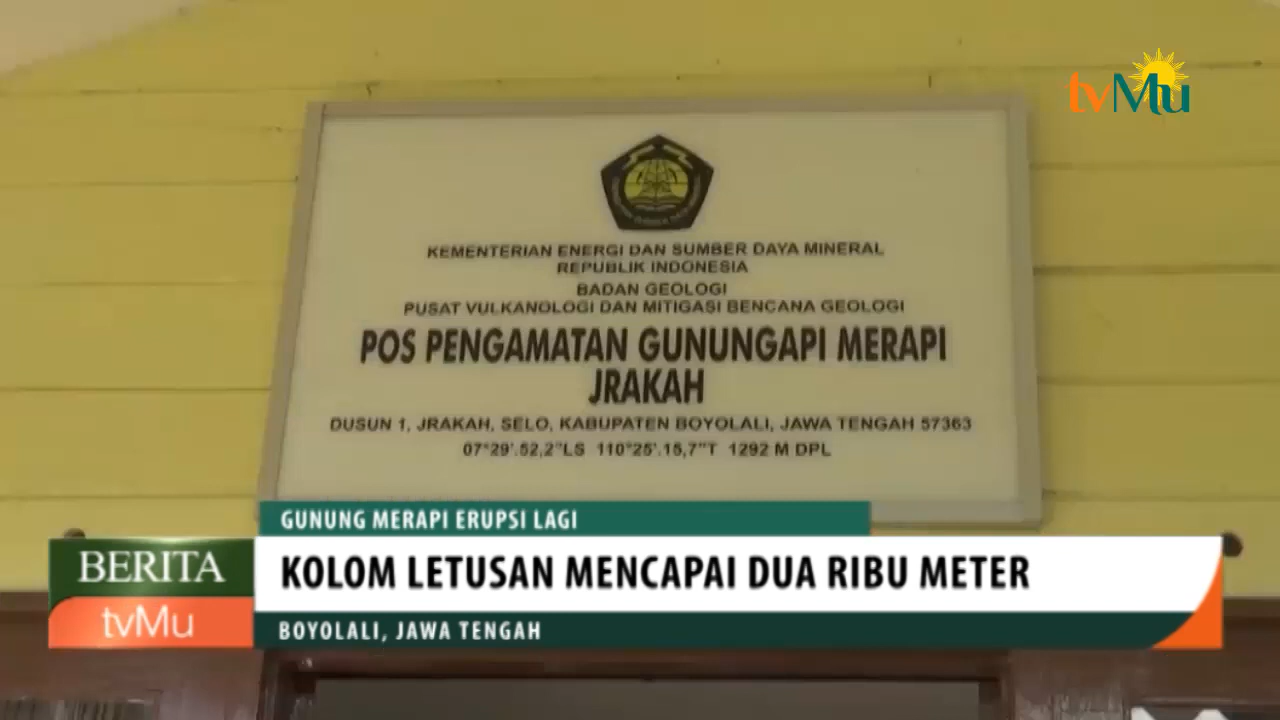 tvMu
KEMENTERIAN ENERGI DAN SUMBER DAYA MINERAL
REPUBLIK INDONESIA
BADAN GEOLOGI
PUSAT VULKANOLOGI DAN MITIGASI BENCANA GEOLOGI
POS PENGAMATAN GUNUNGAPI MERAPI
JRAKAH
DUSUN 1, JRAKAH, SELO, KABUPATEN BOYOLALI, JAWA TENGAH 57363
07°29'.52,2"LS 110°25'.15,7"T 1292 M DPL
GUNUNG MERAPI ERUPSI LAGI
BERITA
tvMu
KOLOM LETUSAN MENCAPAI DUA RIBU METER
BOYOLALI, JAWA TENGAH